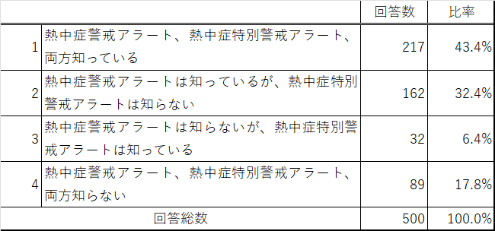 回答数 比率
1 熱中症警戒アラート、熱中症特別警戒アラート、
両方知っている 217 43.4%
2 熱中症警戒アラートは知っているが、熱中症特別
警戒アラートは知らない 162 32.4%
3 熱中症警戒アラートは知らないが、熱中症特別警
戒アラートは知っている 32 6.4%
4 熱中症警戒アラート、熱中症特別警戒アラート、
両方知らない 89 17.8%
回答総数 500 100.0%